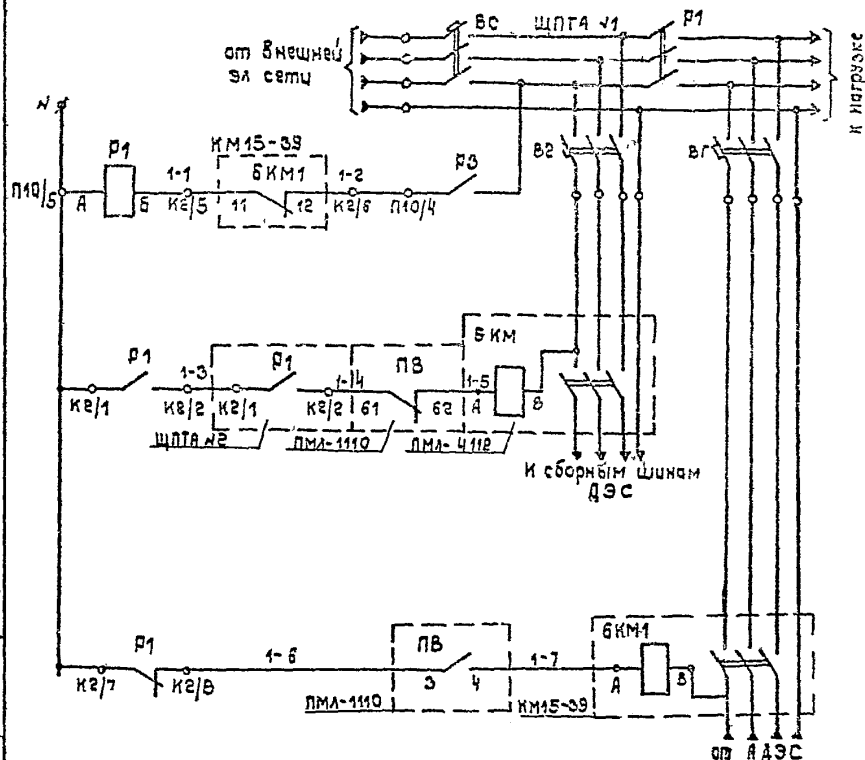 ВС ЩПТА №1 Р1
от внешней
эл сети
К нагрузке
N
КМ15-39
Р1 1-1 БКМ1 1-2 Р3 В2 ВГ
П10/5 А Б К2/5 11 12 К2/6 П10/4
БКМ
Р1 1-3 Р1 1-4 ПВ 1-5
К2/1 К2/2 К2/1 К2/2 61 62 А В
ЩПТА №2 ПМЛ-1110 ПМЛ-4112
К сборным шинам
ДЭС
БКМ1
Р1 1-6 ПВ 1-7
К2/7 К2/8 3 4 А В
ПМЛ-1110 КМ15-39
от АДЭС